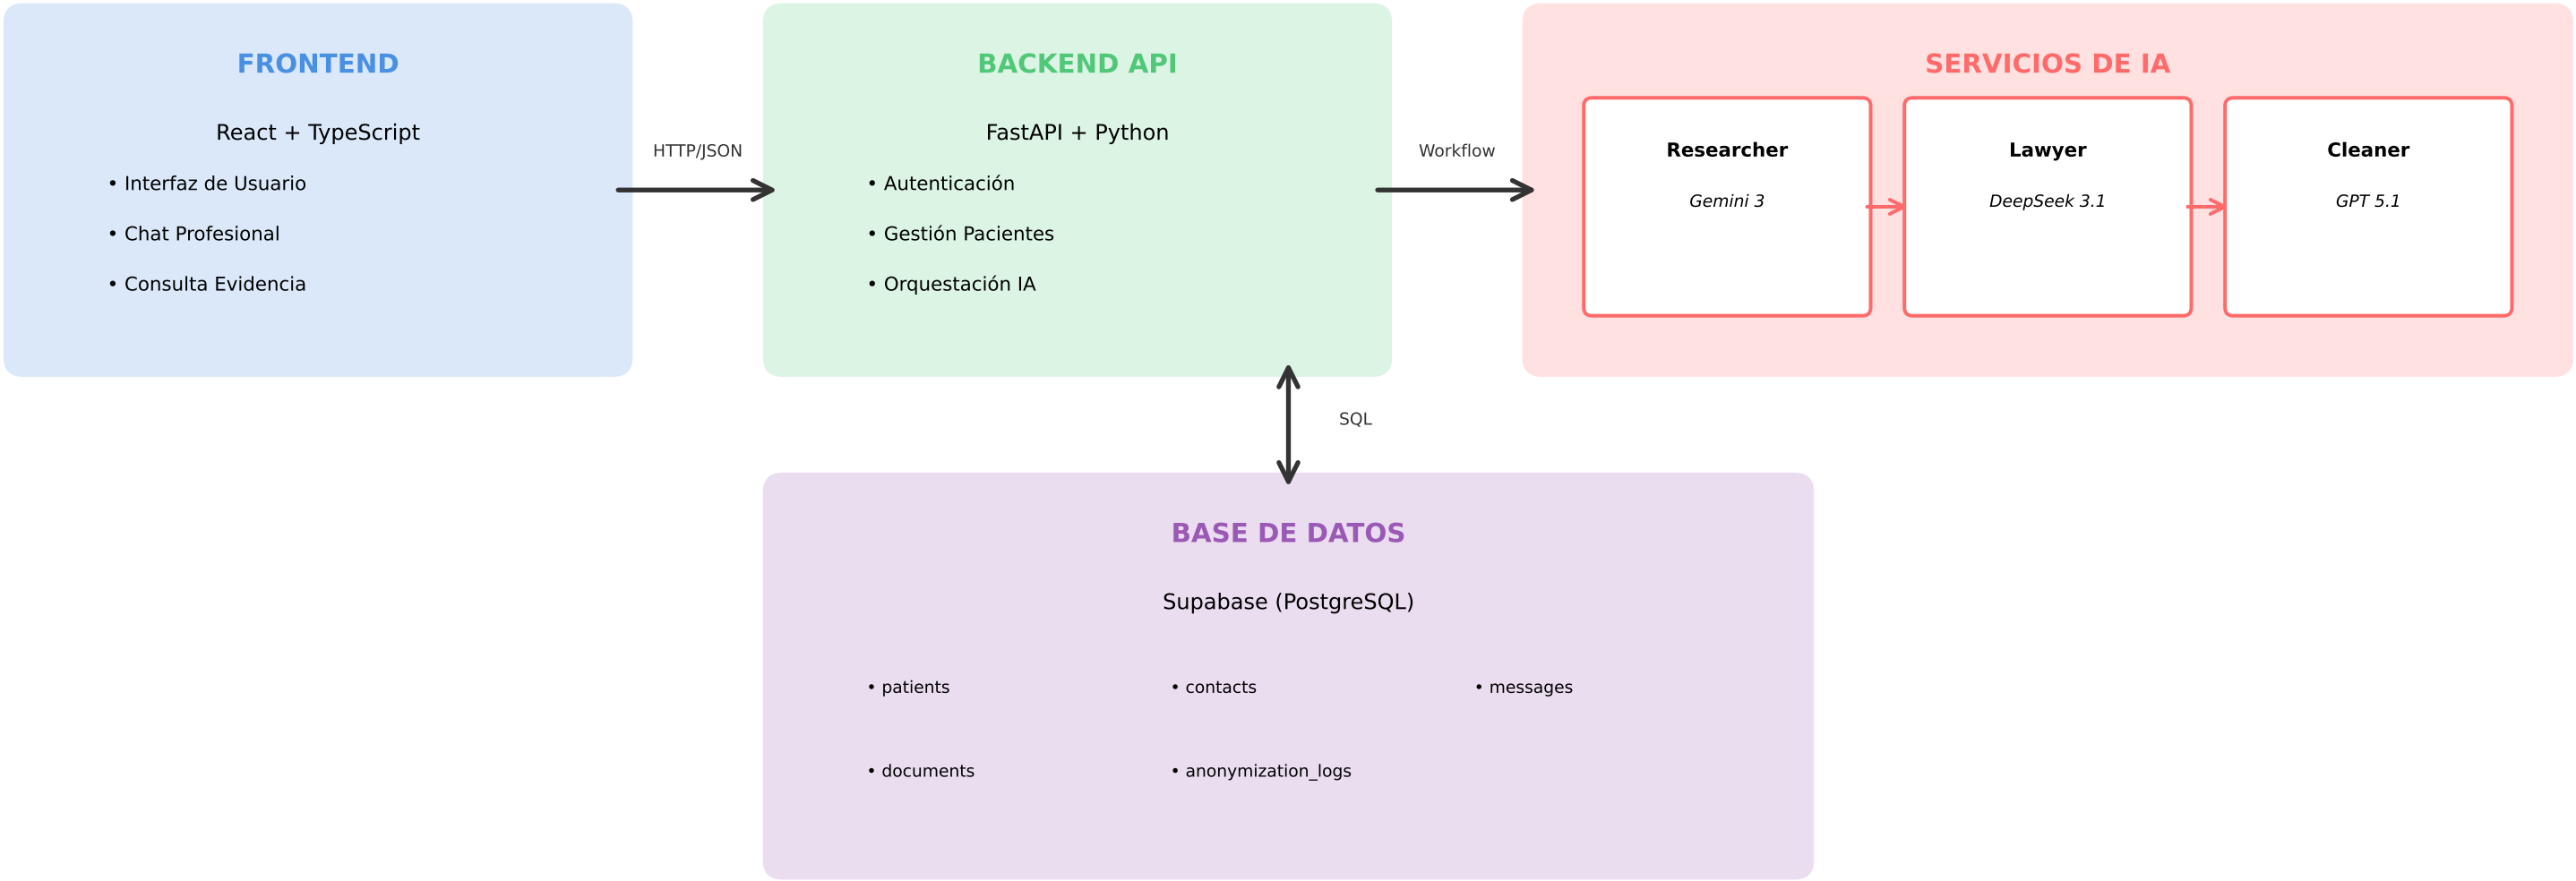 FRONTEND
React + TypeScript
• Interfaz de Usuario
• Chat Profesional
• Consulta Evidencia
HTTP/JSON
BACKEND API
FastAPI + Python
• Autenticación
• Gestión Pacientes
• Orquestación IA
Workflow
SERVICIOS DE IA
Researcher
Gemini 3
Lawyer
DeepSeek 3.1
Cleaner
GPT 5.1
SQL
BASE DE DATOS
Supabase (PostgreSQL)
• patients
• contacts
• messages
• documents
• anonymization_logs